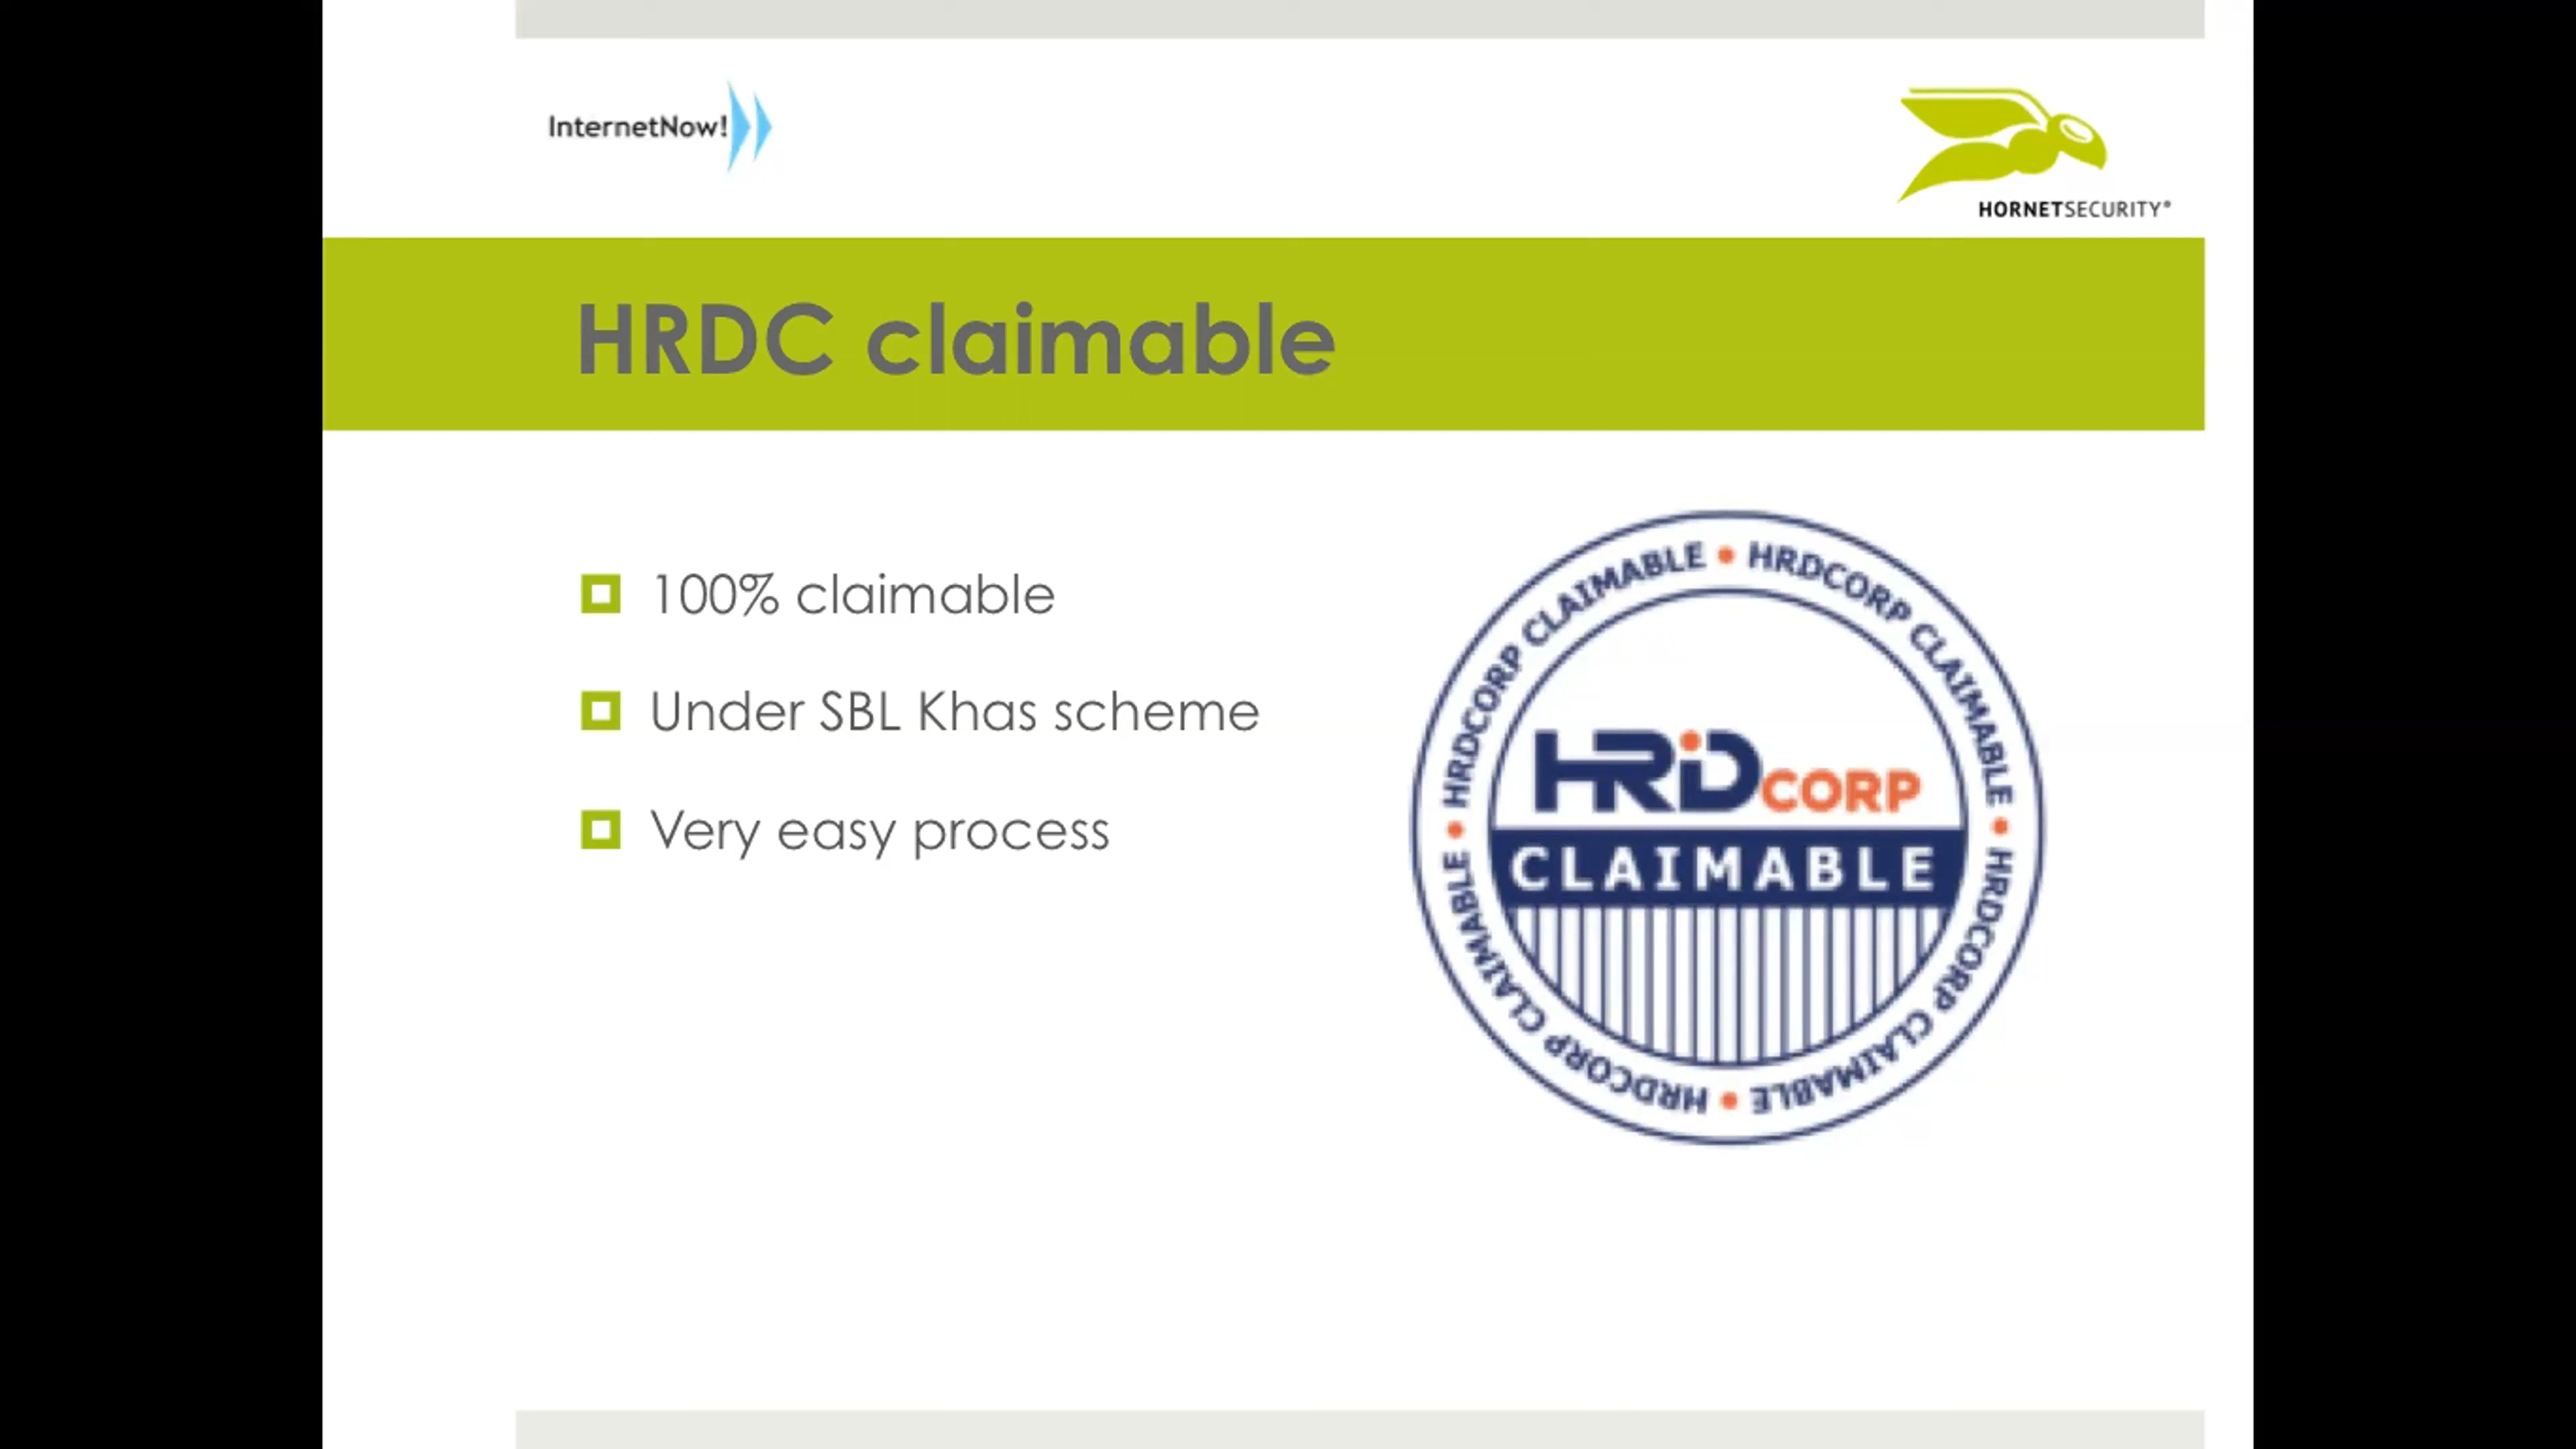 InternetNow!
HORNETSECURITY®
HRDC claimable
100% claimable
Under SBL Khas scheme
Very easy process
HRDCORP CLAIMABLE • HRDCORP CLAIMABLE • HRDCORP CLAIMABLE • HRDCORP CLAIMABLE •
HRDCORP
CLAIMABLE